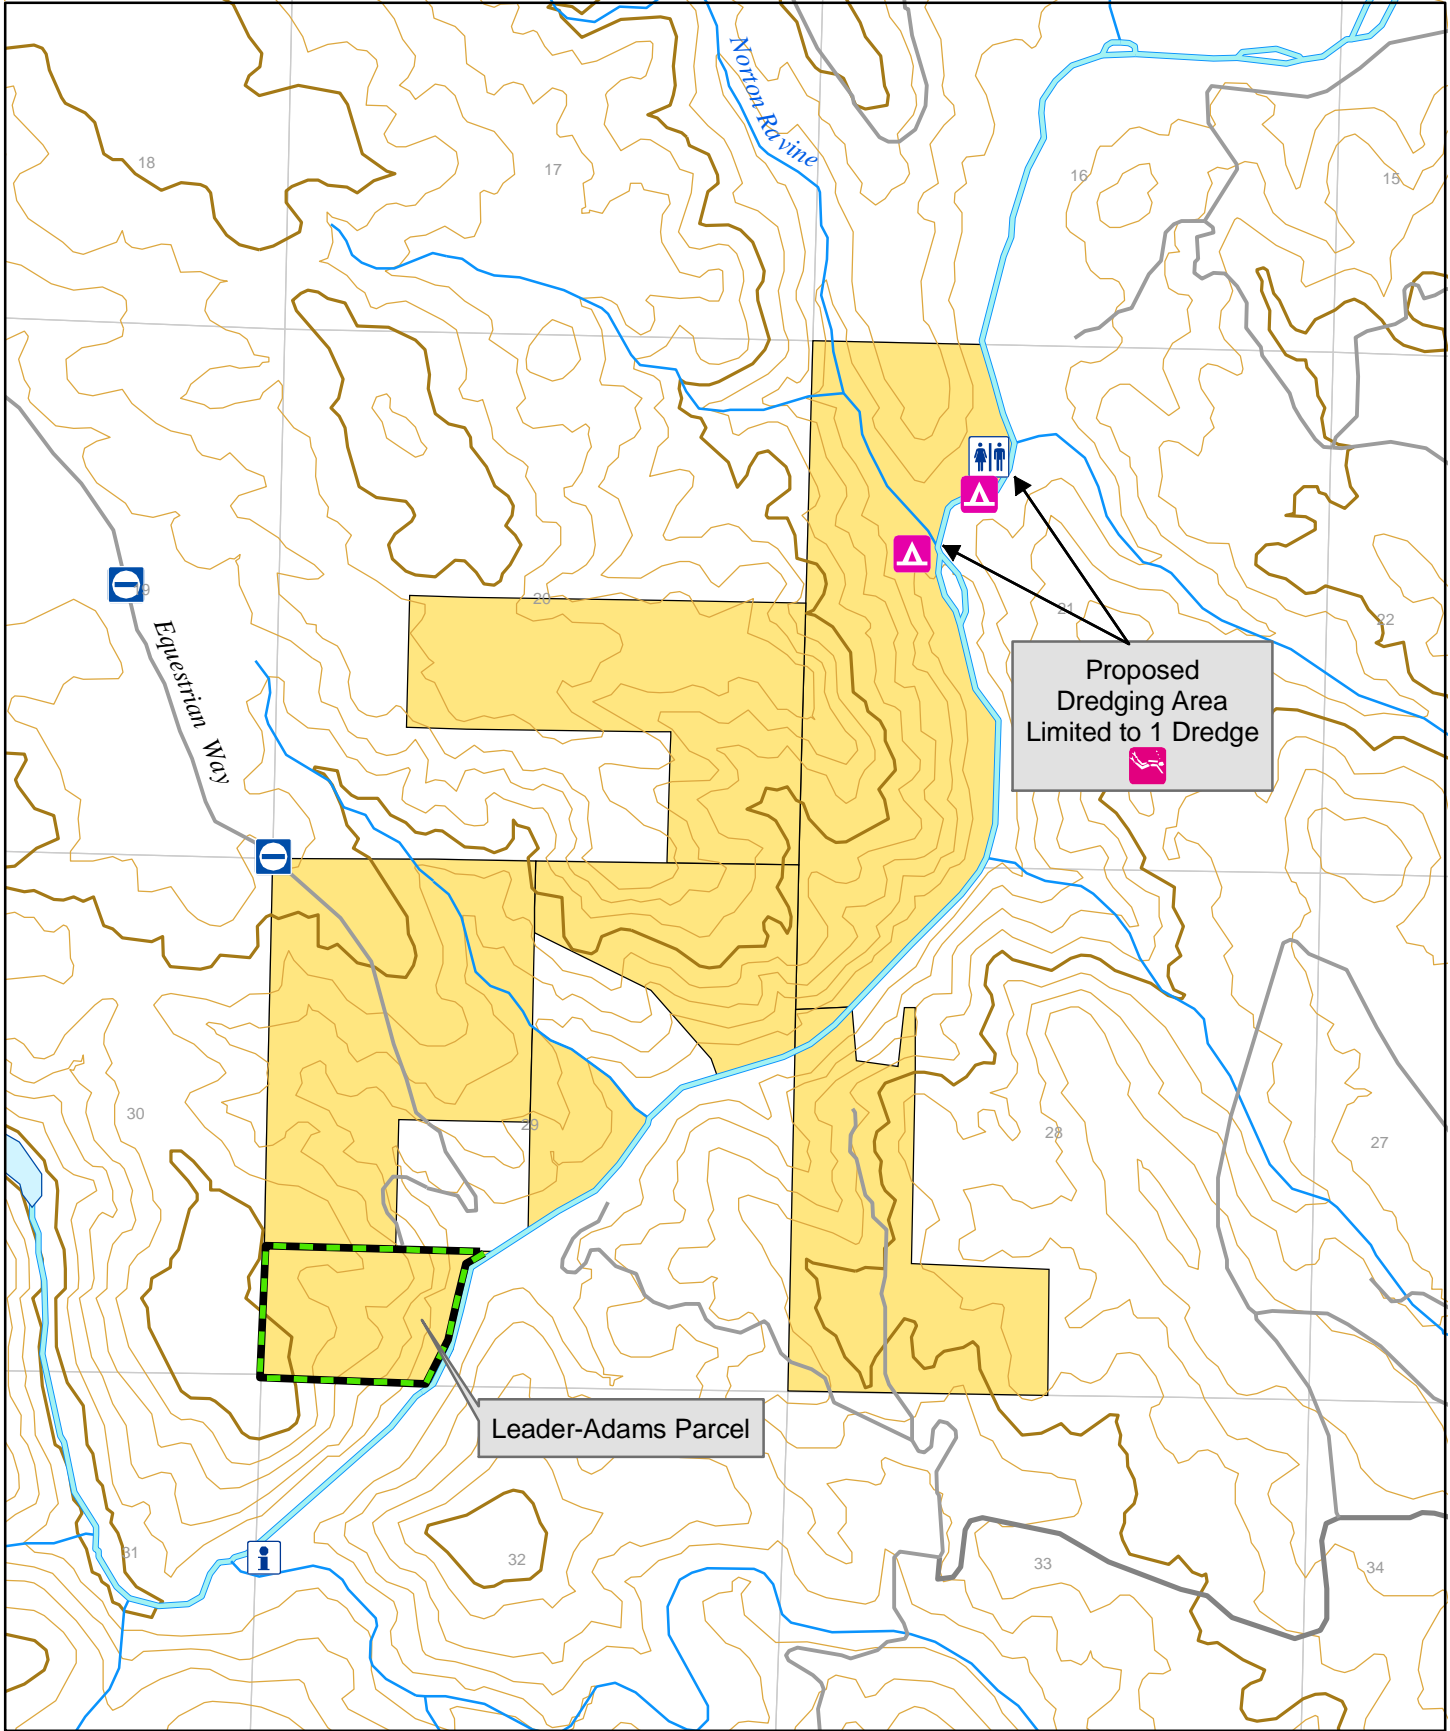 Norton Ravine
18
17
16
15
19
20
21
22
Equestrian Way
Proposed
Dredging Area
Limited to 1 Dredge
30
29
28
27
Leader-Adams Parcel
31
32
33
34